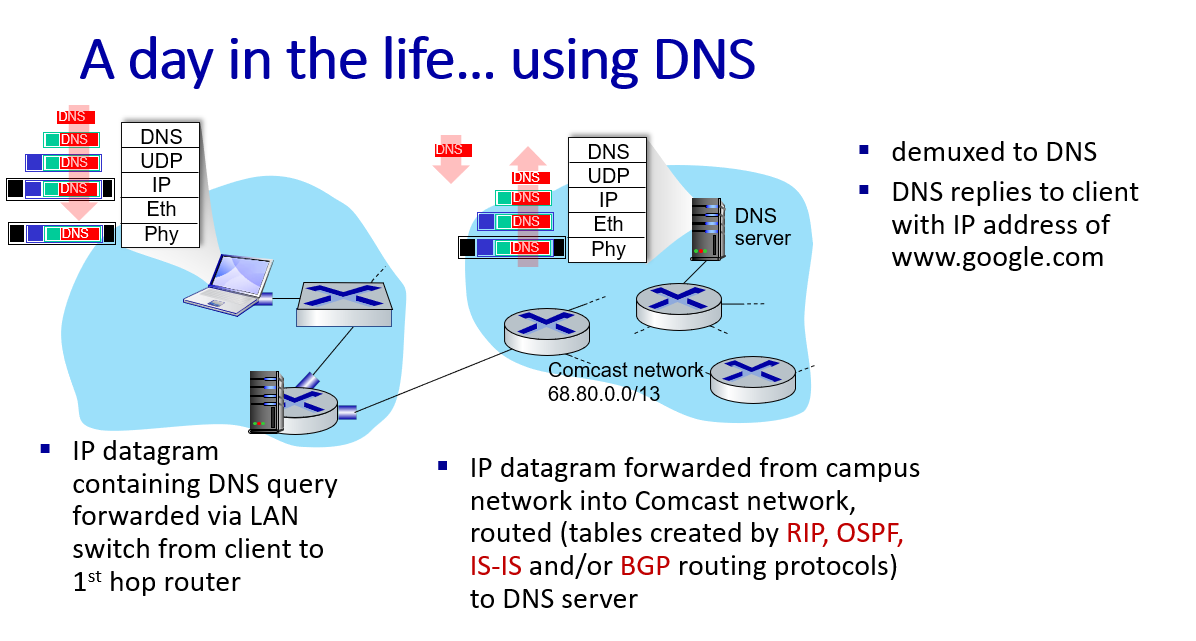 A day in the life... using DNS
DNS
DNS
DNS
DNS
DNS
DNS
UDP
IP
Eth
Phy
DNS
DNS
DNS
DNS
DNS
DNS
UDP
IP
Eth
Phy
DNS
server
Comcast network
68.80.0.0/13
▪ demuxed to DNS
▪ DNS replies to client
with IP address of
www.google.com
▪ IP datagram
containing DNS query
forwarded via LAN
switch from client to
1st hop router
▪ IP datagram forwarded from campus
network into Comcast network,
routed (tables created by RIP, OSPF,
IS-IS and/or BGP routing protocols)
to DNS server